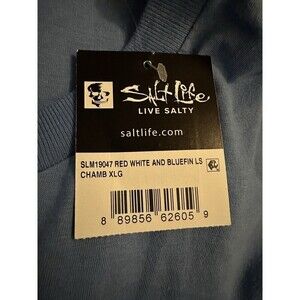 Salt Life
LIVE SALTY
saltlife.com
SLM19047 RED WHITE AND BLUEFIN LS
CHAMB XLG
8 89856 62605 9